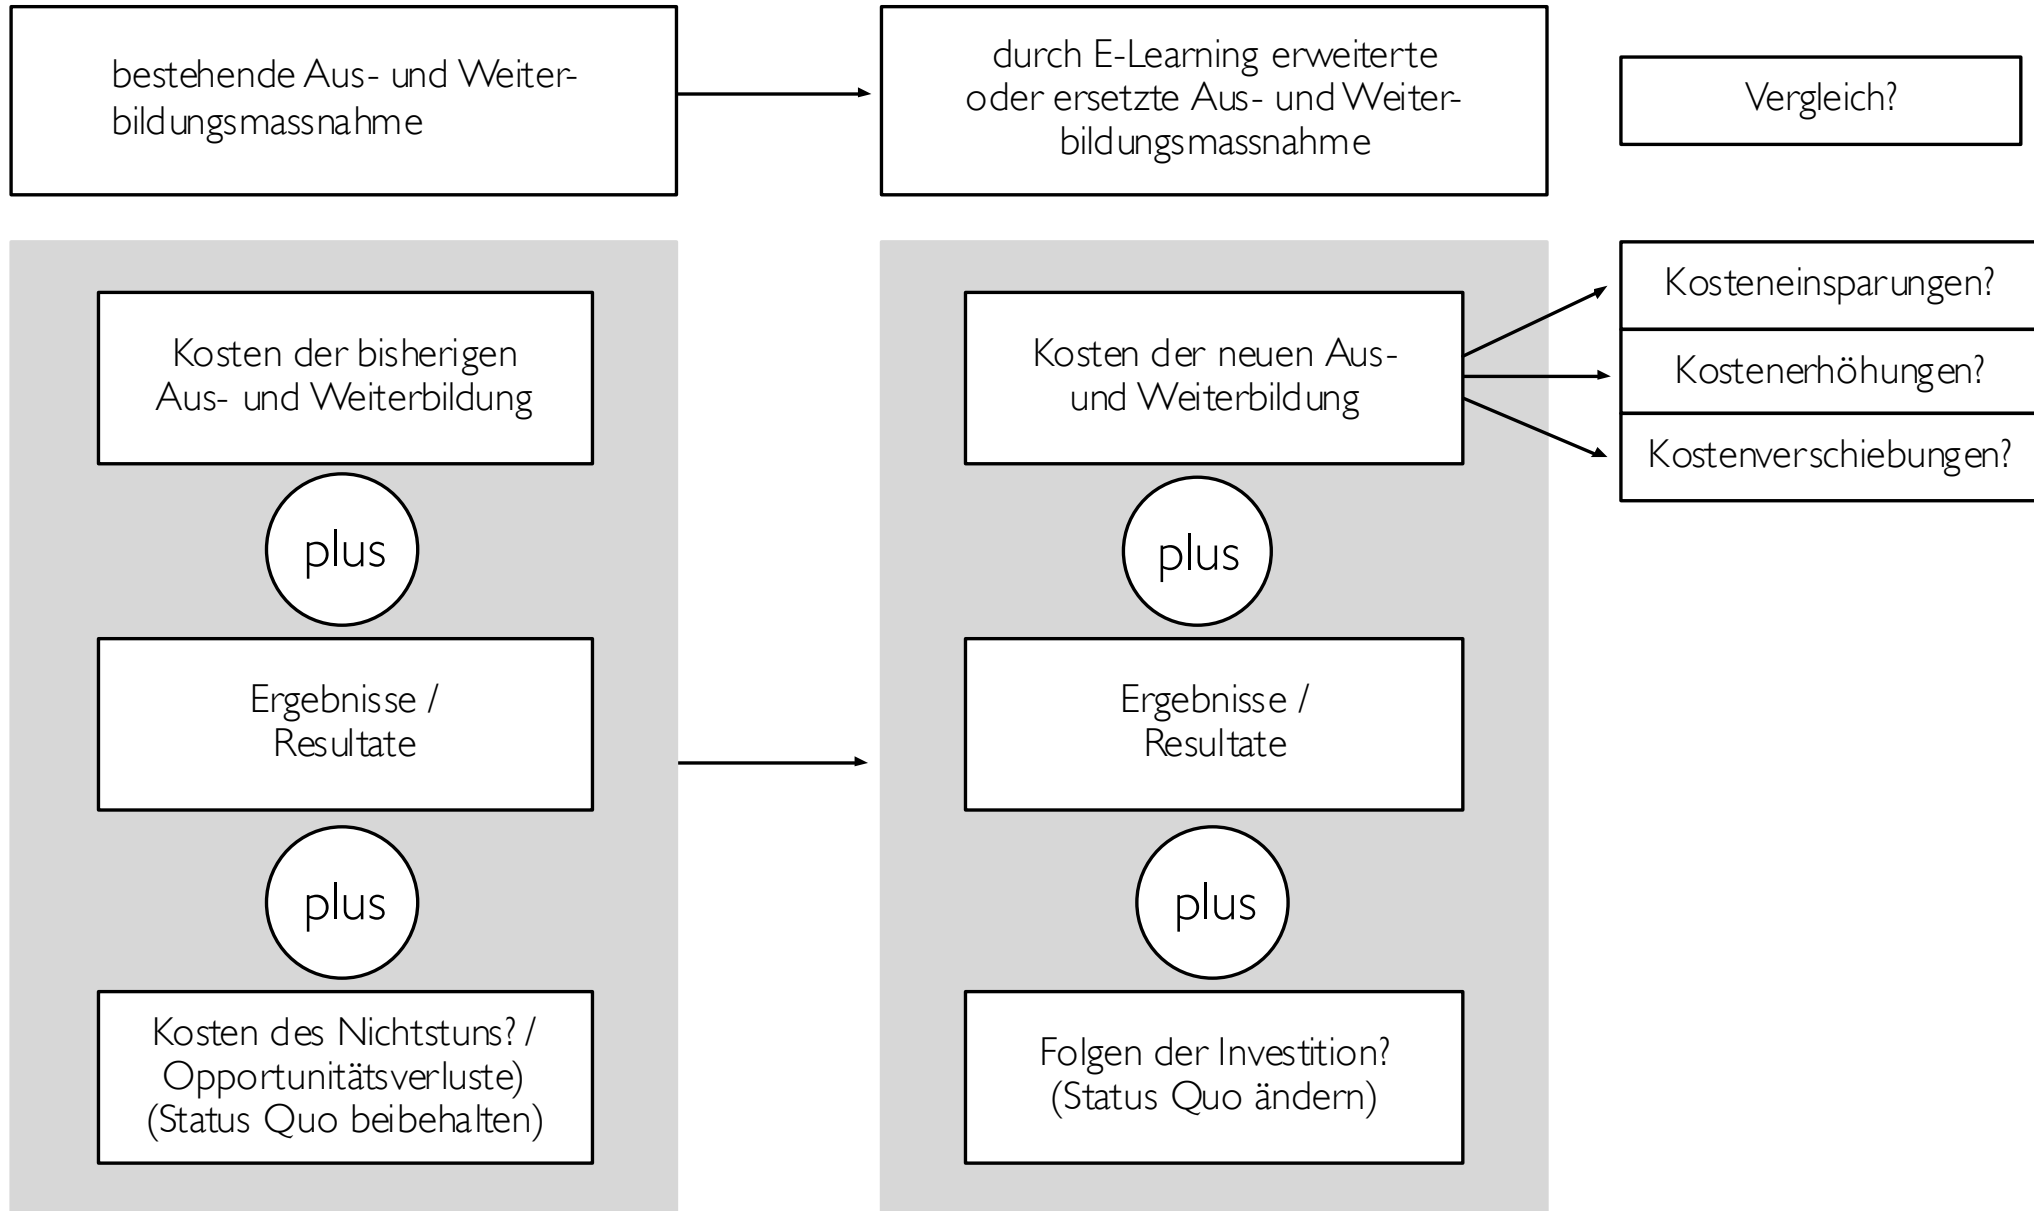 bestehende Aus- und Weiter-
bildungsmassnahme
durch E-Learning erweiterte
oder ersetzte Aus- und Weiter-
bildungsmassnahme
Vergleich?
Kosten der bisherigen
Aus- und Weiterbildung
plus
Ergebnisse /
Resultate
plus
Kosten des Nichtstuns? /
Opportunitätsverluste)
(Status Quo beibehalten)
Kosten der neuen Aus-
und Weiterbildung
plus
Ergebnisse /
Resultate
plus
Folgen der Investition?
(Status Quo ändern)
Kosteneinsparungen?
Kostenerhöhungen?
Kostenverschiebungen?